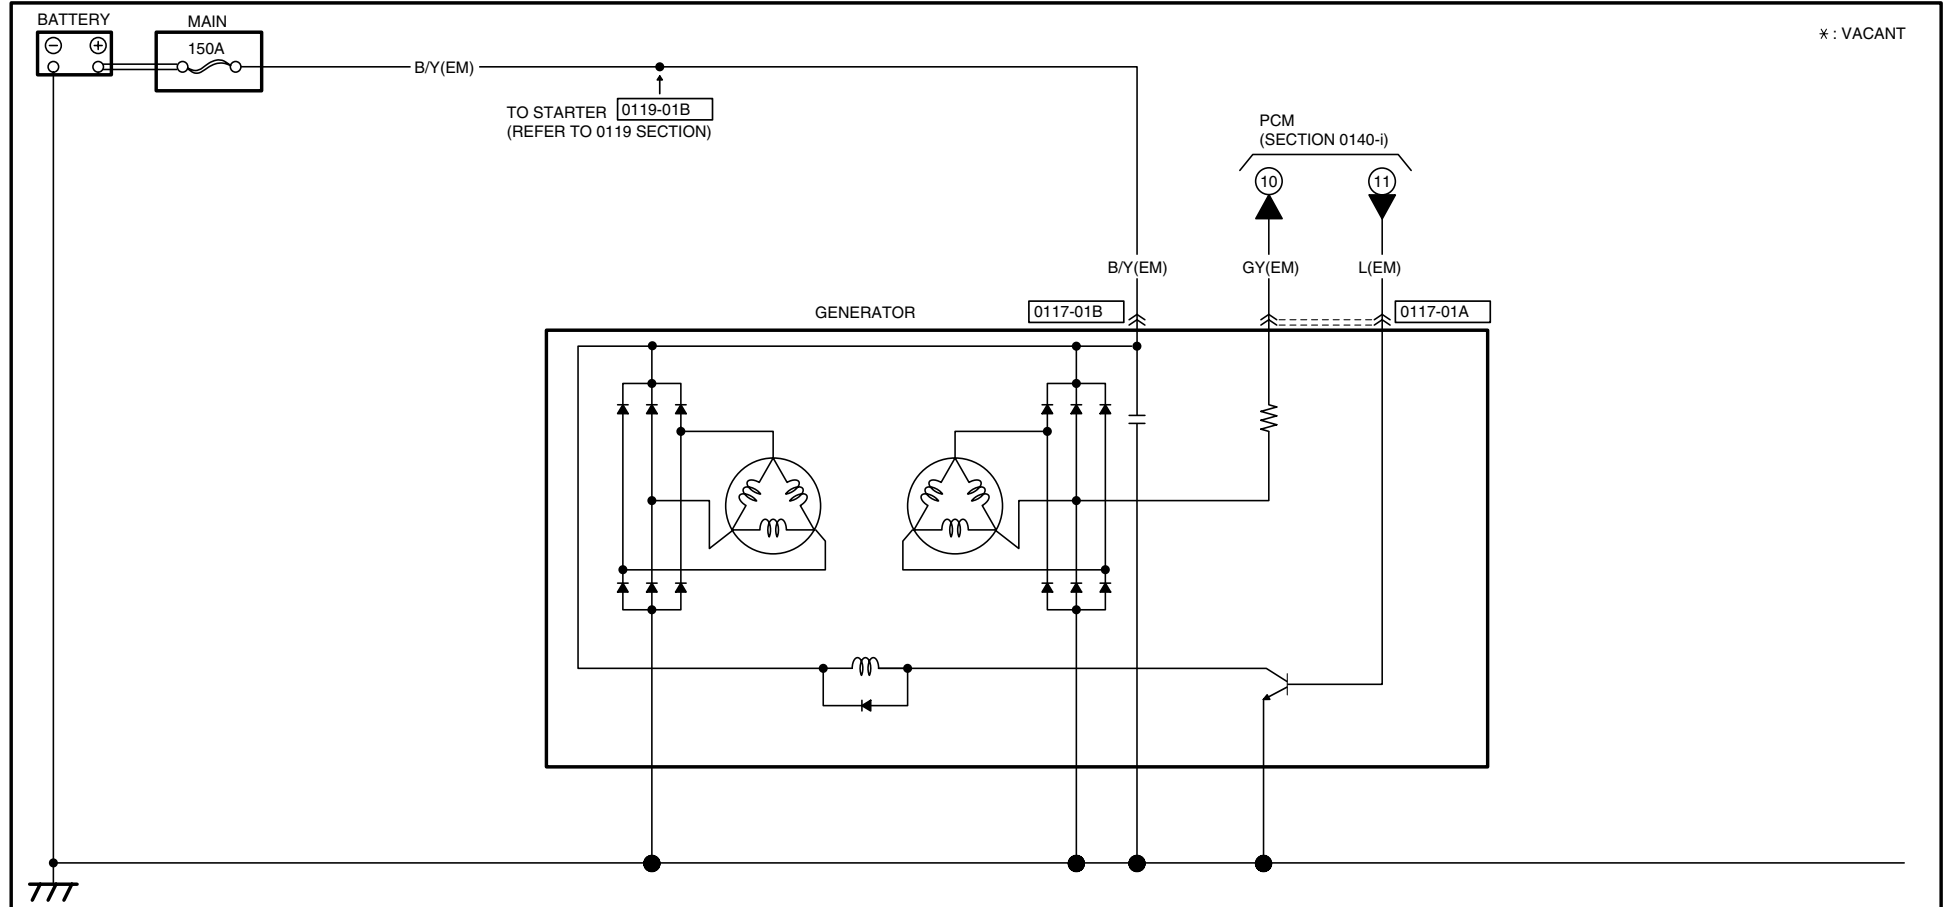 BATTERY
MAIN
150A
* : VACANT
B/Y(EM)
TO STARTER 0119-01B
(REFER TO 0119 SECTION)
PCM
(SECTION 0140-i)
10
11
B/Y(EM)
GY(EM)
L(EM)
GENERATOR
0117-01B
0117-01A